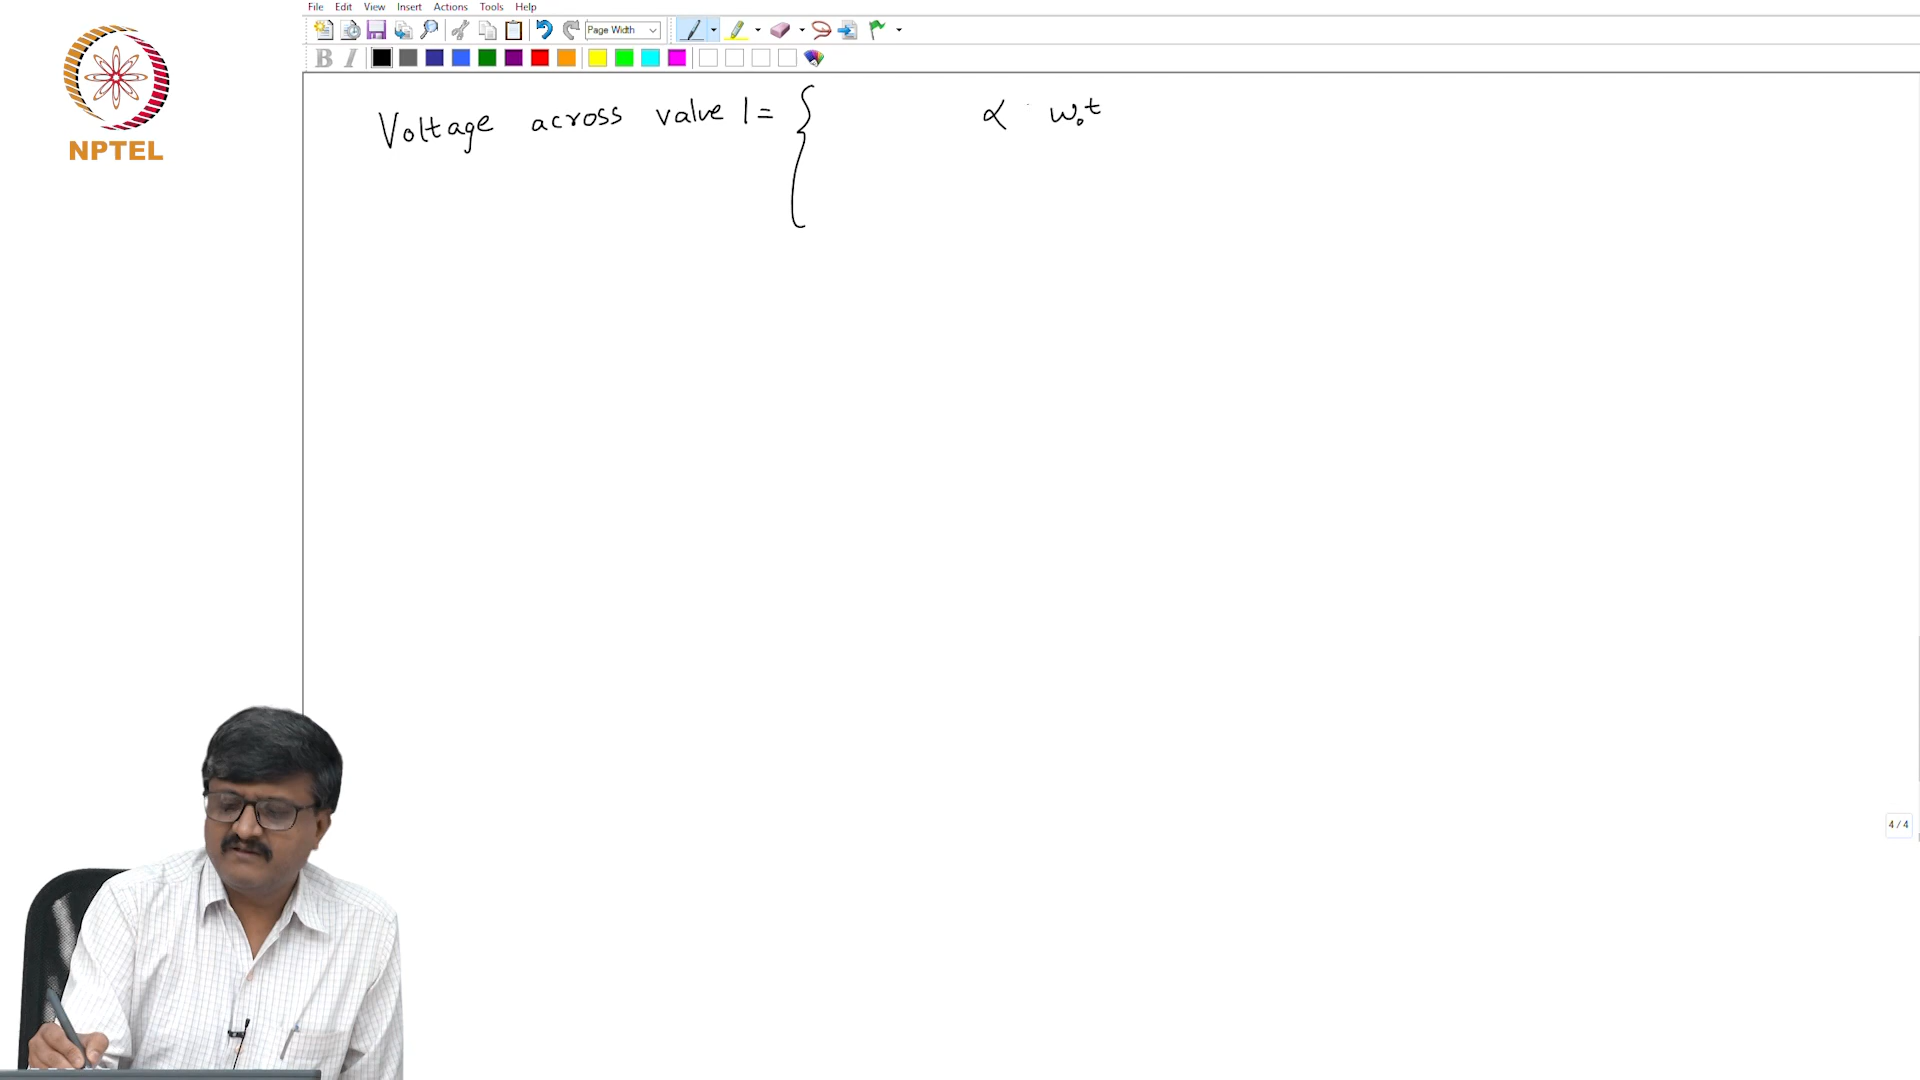 File Edit View Insert Actions Tools Help
Page Width
B I
NPTEL
Voltage across valve 1 = { α ω₀t
4 / 4